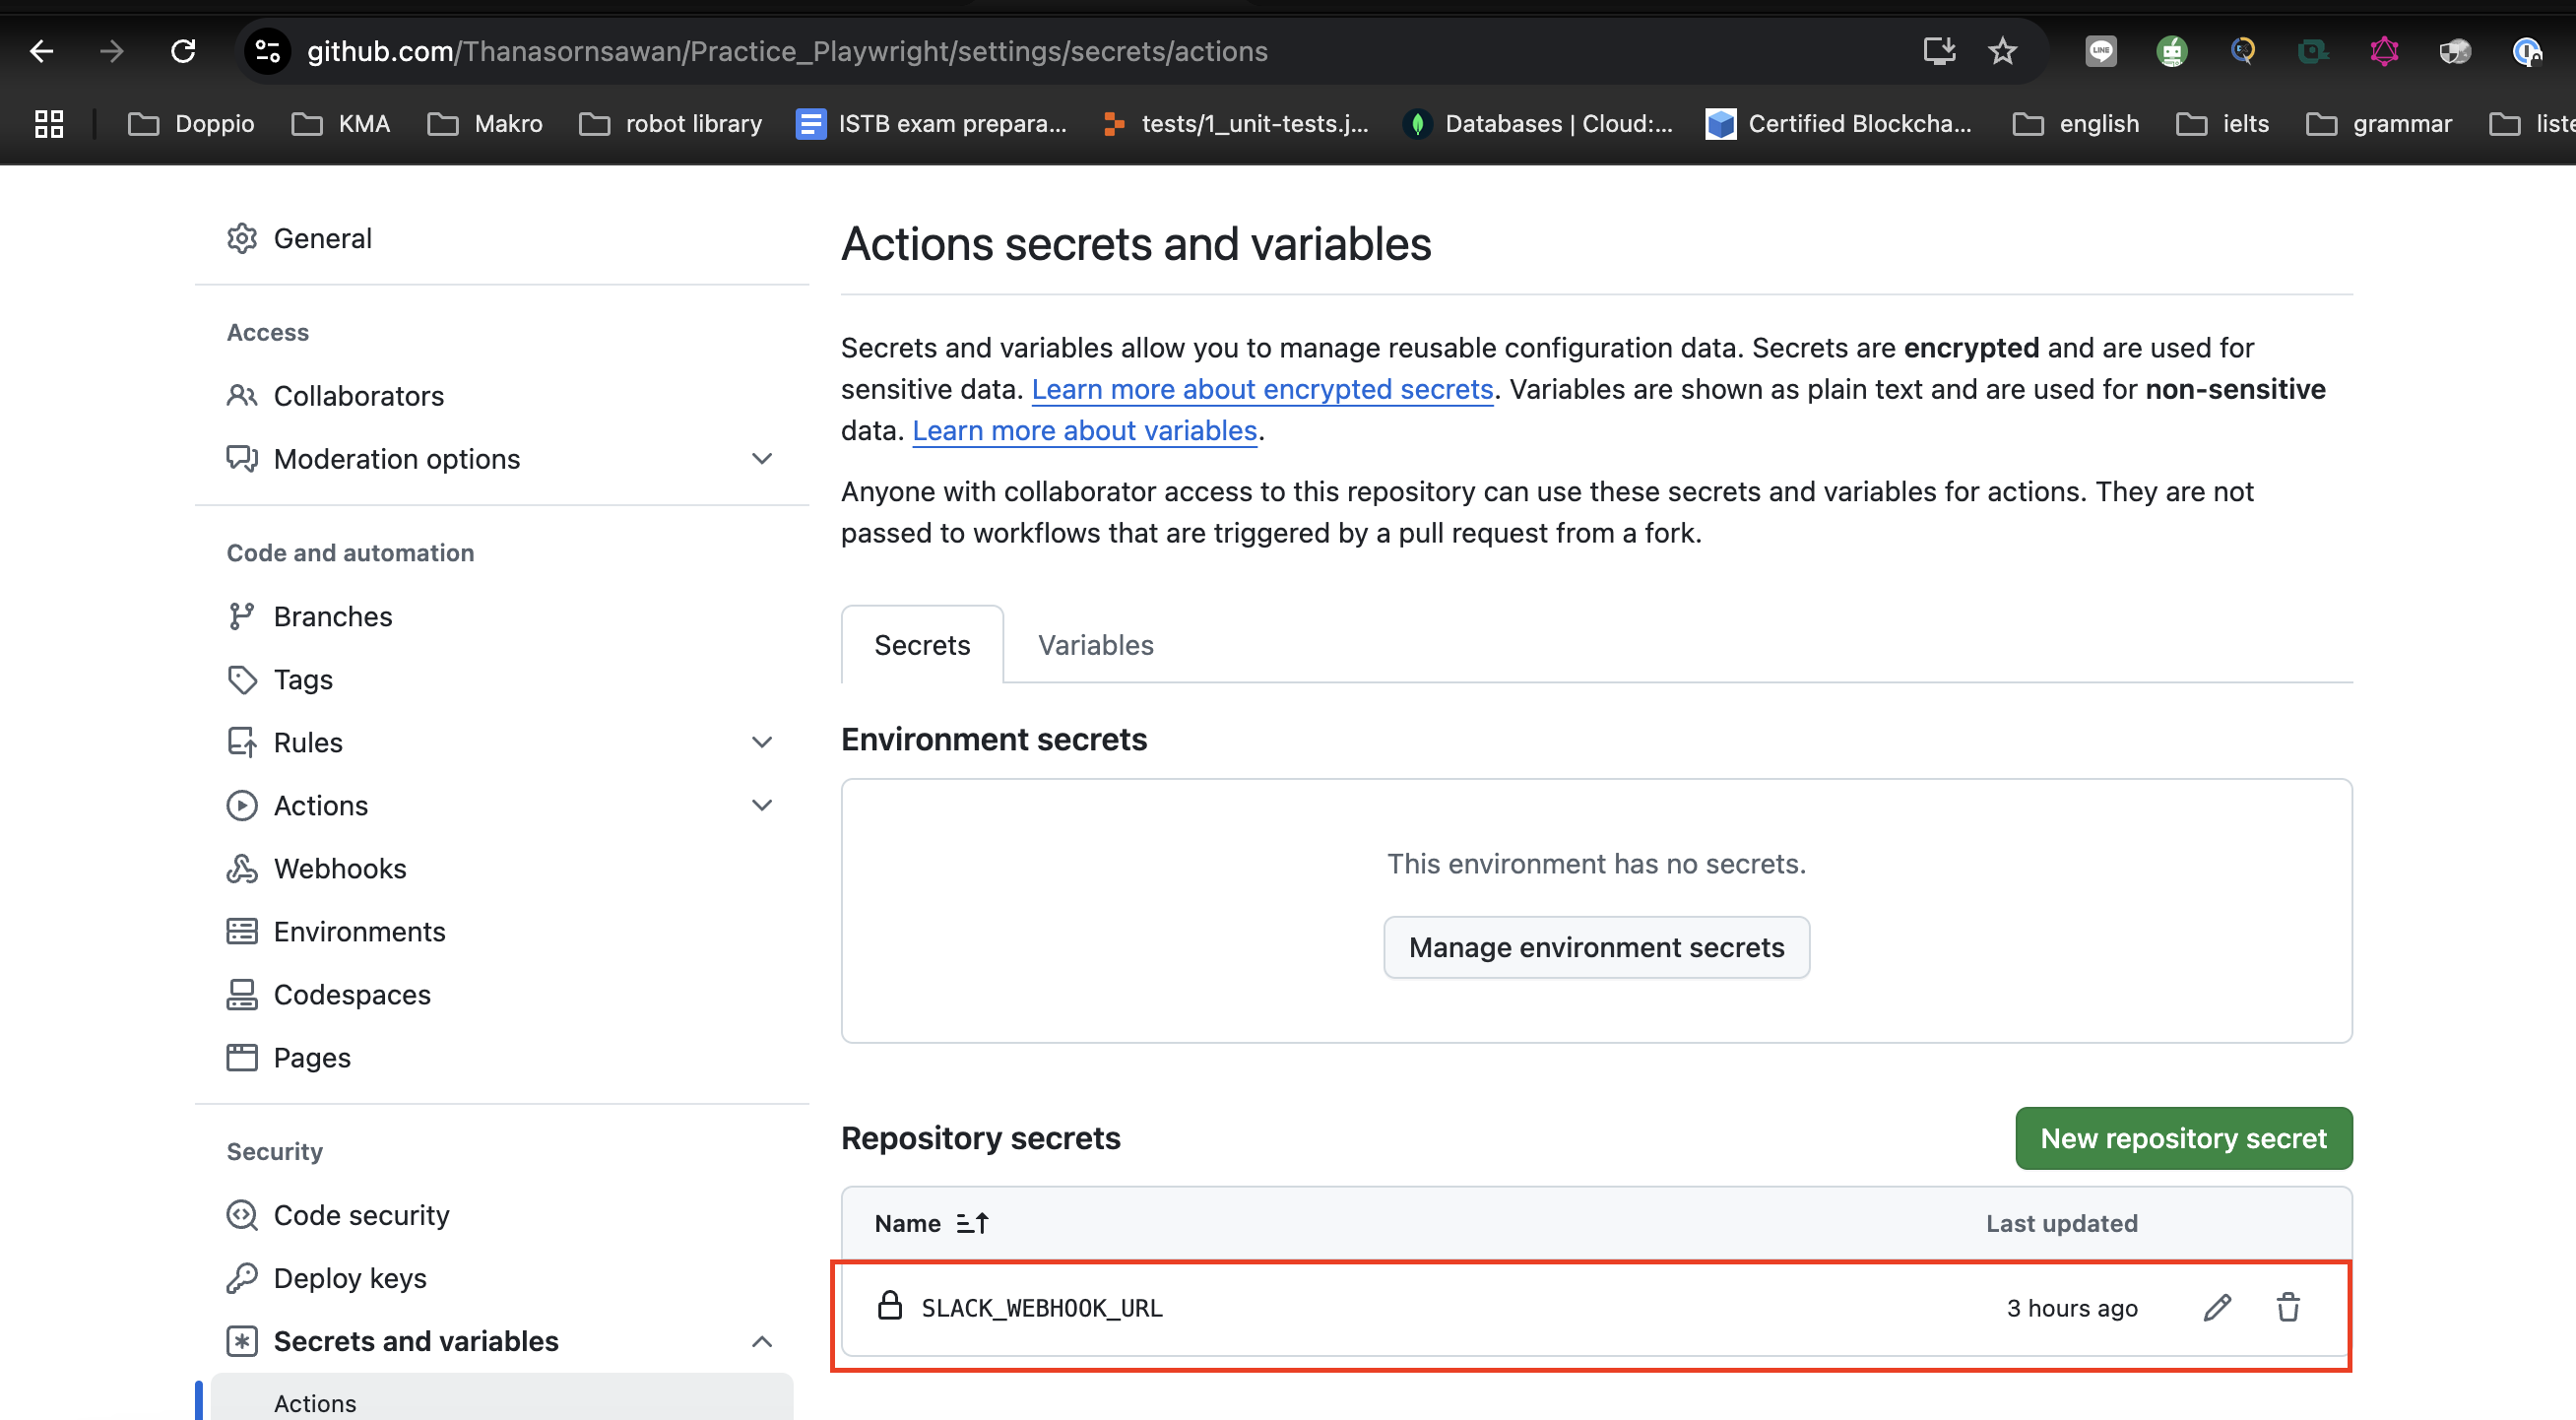 github.com/Thanasornsawan/Practice_Playwright/settings/secrets/actions
LINE
Doppio KMA Makro robot library ISTB exam prepara... tests/1_unit-tests.j... Databases | Cloud:... Certified Blockcha... english ielts grammar liste
General
Access
Collaborators
Moderation options
Code and automation
Branches
Tags
Rules
Actions
Webhooks
Environments
Codespaces
Pages
Security
Code security
Deploy keys
Secrets and variables
Actions
Actions secrets and variables
Secrets and variables allow you to manage reusable configuration data. Secrets are encrypted and are used for
sensitive data. Learn more about encrypted secrets. Variables are shown as plain text and are used for non-sensitive
data. Learn more about variables.
Anyone with collaborator access to this repository can use these secrets and variables for actions. They are not
passed to workflows that are triggered by a pull request from a fork.
Secrets Variables
Environment secrets
This environment has no secrets.
Manage environment secrets
Repository secrets New repository secret
Name Last updated
SLACK_WEBHOOK_URL 3 hours ago